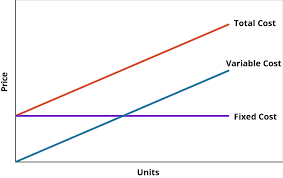 Total Cost
Variable Cost
Price
Fixed Cost
Units